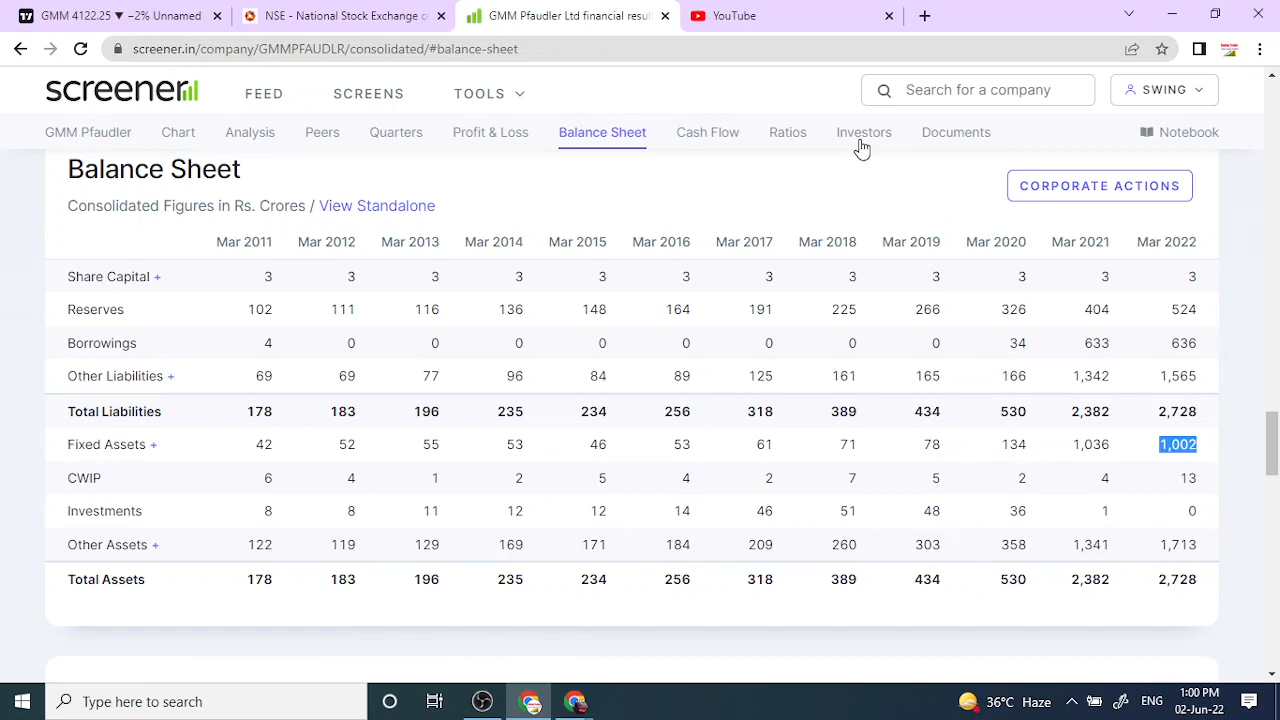 GMM 4122.25 ▼ −2% Unnamed
NSE - National Stock Exchange o
GMM Pfaudler Ltd financial resul
YouTube
screener.in/company/GMMPFAUDLR/consolidated/#balance-sheet
screener FEED SCREENS TOOLS Search for a company SWING
GMM Pfaudler Chart Analysis Peers Quarters Profit & Loss Balance Sheet Cash Flow Ratios Investors Documents Notebook
Balance Sheet
CORPORATE ACTIONS
Consolidated Figures in Rs. Crores / View Standalone
Mar 2011 Mar 2012 Mar 2013 Mar 2014 Mar 2015 Mar 2016 Mar 2017 Mar 2018 Mar 2019 Mar 2020 Mar 2021 Mar 2022
Share Capital + 3 3 3 3 3 3 3 3 3 3 3 3
Reserves 102 111 116 136 148 164 191 225 266 326 404 524
Borrowings 4 0 0 0 0 0 0 0 0 34 633 636
Other Liabilities + 69 69 77 96 84 89 125 161 165 166 1,342 1,565
Total Liabilities 178 183 196 235 234 256 318 389 434 530 2,382 2,728
Fixed Assets + 42 52 55 53 46 53 61 71 78 134 1,036 1,002
CWIP 6 4 1 2 5 4 2 7 5 2 4 13
Investments 8 8 11 12 12 14 46 51 48 36 1 0
Other Assets + 122 119 129 169 171 184 209 260 303 358 1,341 1,713
Total Assets 178 183 196 235 234 256 318 389 434 530 2,382 2,728
Type here to search
36°C Haze
ENG
1:00 PM
02-Jun-22